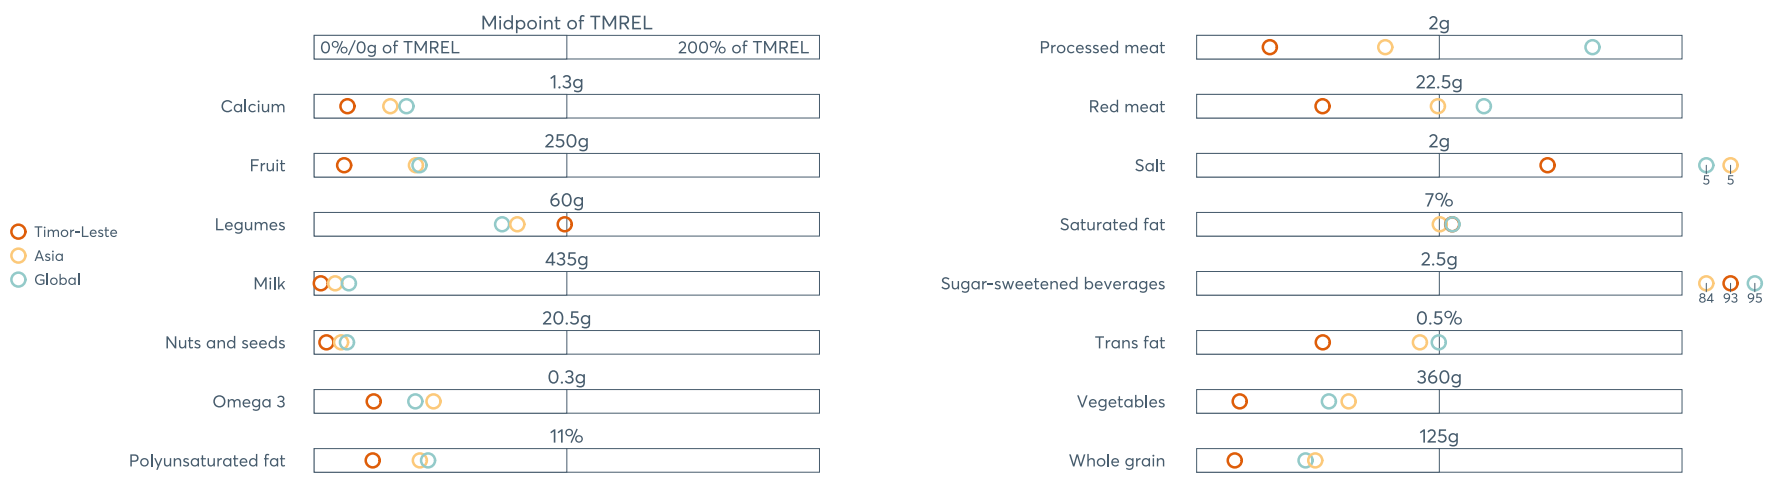 Midpoint of TMREL
0%/0g of TMREL 200% of TMREL
1.3g
Calcium
250g
Fruit
60g
Legumes
435g
Milk
20.5g
Nuts and seeds
0.3g
Omega 3
11%
Polyunsaturated fat
Timor-Leste
Asia
Global
2g
Processed meat
22.5g
Red meat
2g
Salt
5 5
7%
Saturated fat
2.5g
Sugar-sweetened beverages
84 93 95
0.5%
Trans fat
360g
Vegetables
125g
Whole grain